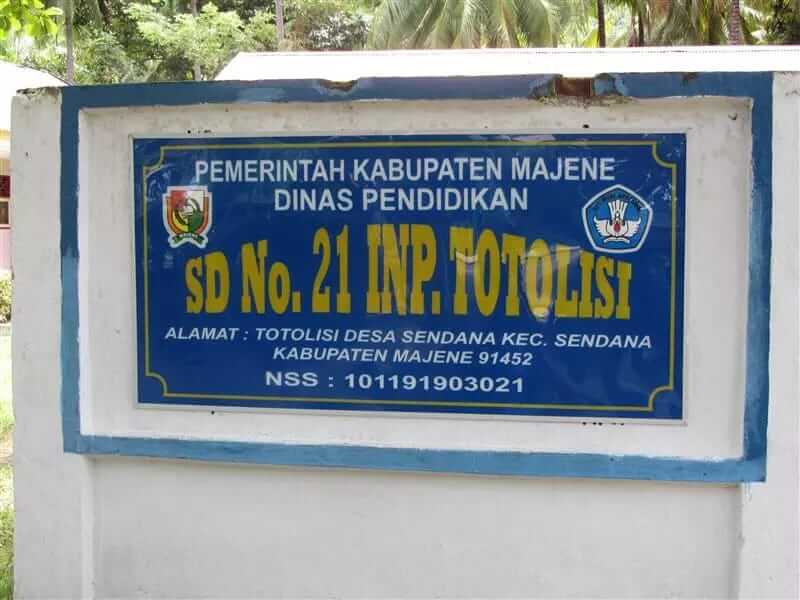 PEMERINTAH KABUPATEN MAJENE
DINAS PENDIDIKAN
SD No. 21 INP. TOTOLISI
ALAMAT : TOTOLISI DESA SENDANA KEC. SENDANA
KABUPATEN MAJENE 91452
NSS : 101191903021